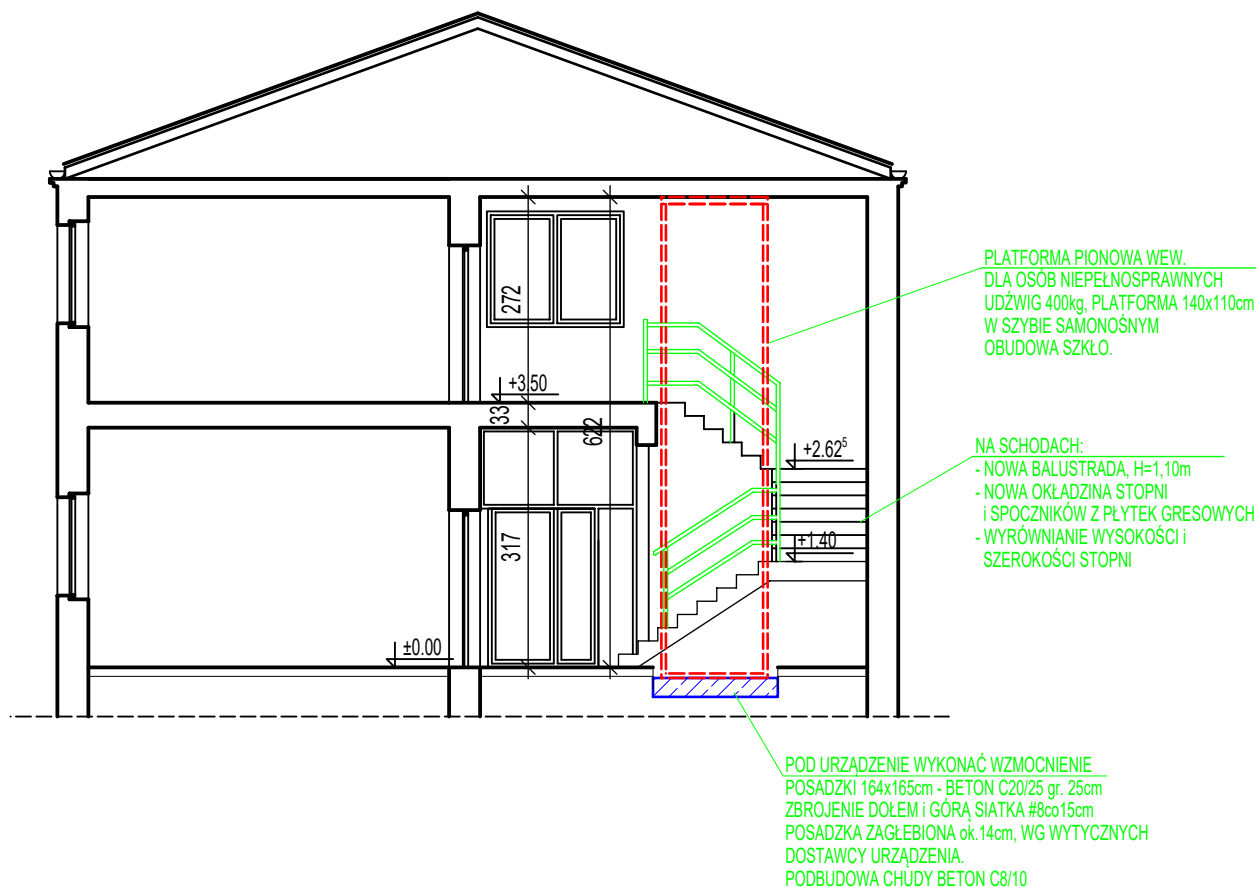 PLATFORMA PIONOWA WEW.
DLA OSÓB NIEPEŁNOSPRAWNYCH
UDŹWIG 400kg, PLATFORMA 140x110cm
W SZYBIE SAMONOŚNYM
OBUDOWA SZKŁO.
272
+3.50
33
622
+2.62⁵
NA SCHODACH:
- NOWA BALUSTRADA, H=1,10m
- NOWA OKŁADZINA STOPNI
i SPOCZNIKÓW Z PŁYTEK GRESOWYCH
- WYRÓWNIANIE WYSOKOŚCI i
SZEROKOŚCI STOPNI
+1.40
317
±0.00
POD URZĄDZENIE WYKONAĆ WZMOCNIENIE
POSADZKI 164x165cm - BETON C20/25 gr. 25cm
ZBROJENIE DOŁEM i GÓRĄ SIATKA #8co15cm
POSADZKA ZAGŁEBIONA ok.14cm, WG WYTYCZNYCH
DOSTAWCY URZĄDZENIA.
PODBUDOWA CHUDY BETON C8/10